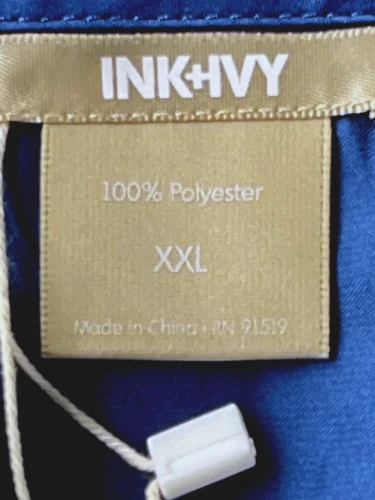 INK+IVY
100% Polyester
XXL
Made In China • RN 91519